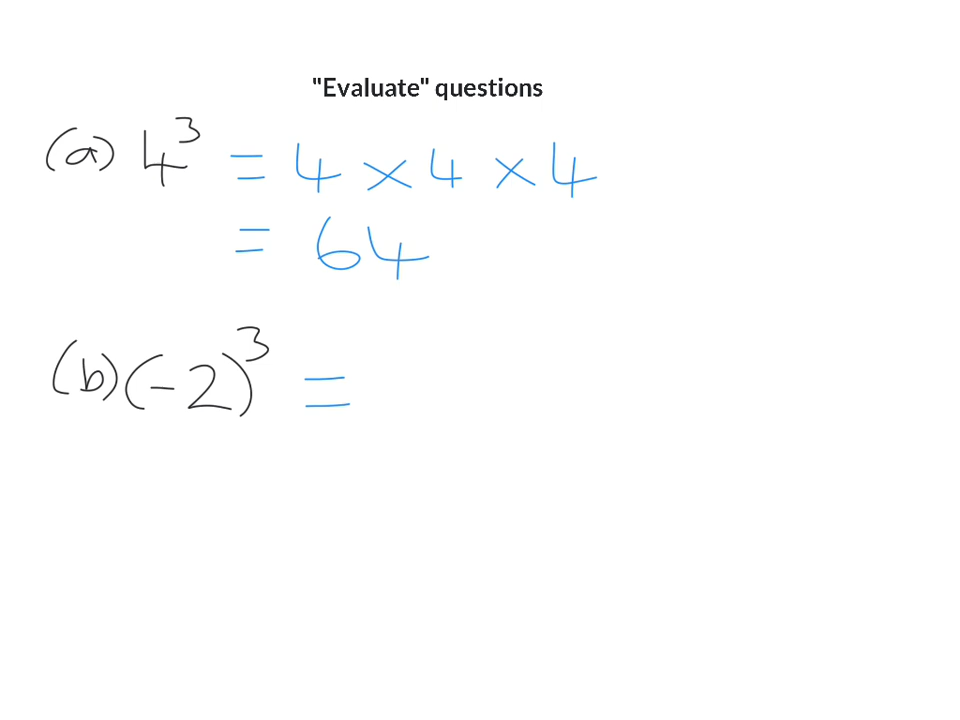 "Evaluate" questions
(a) 4³ = 4 × 4 × 4
= 64
(b) (-2)³ =